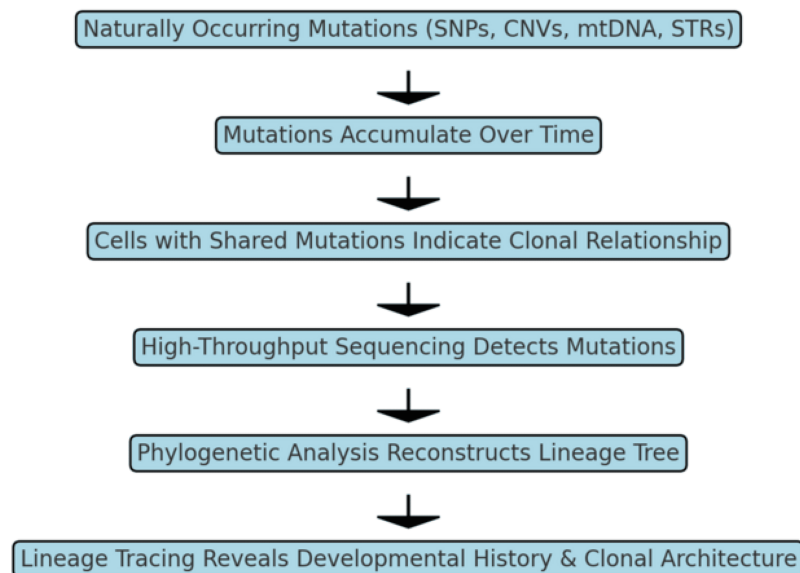 Naturally Occurring Mutations (SNPs, CNVs, mtDNA, STRs)
Mutations Accumulate Over Time
Cells with Shared Mutations Indicate Clonal Relationship
High-Throughput Sequencing Detects Mutations
Phylogenetic Analysis Reconstructs Lineage Tree
Lineage Tracing Reveals Developmental History & Clonal Architecture